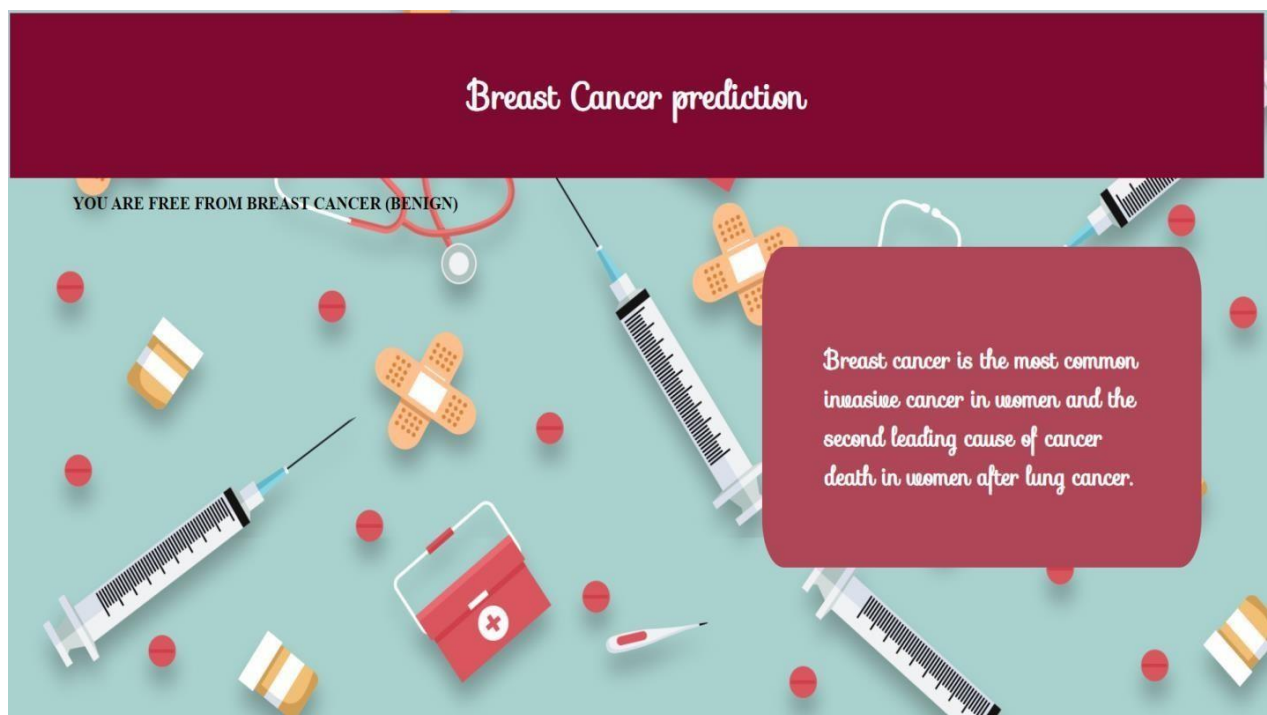 Breast Cancer prediction
YOU ARE FREE FROM BREAST CANCER (BENIGN)
Breast cancer is the most common
invasive cancer in women and the
second leading cause of cancer
death in women after lung cancer.